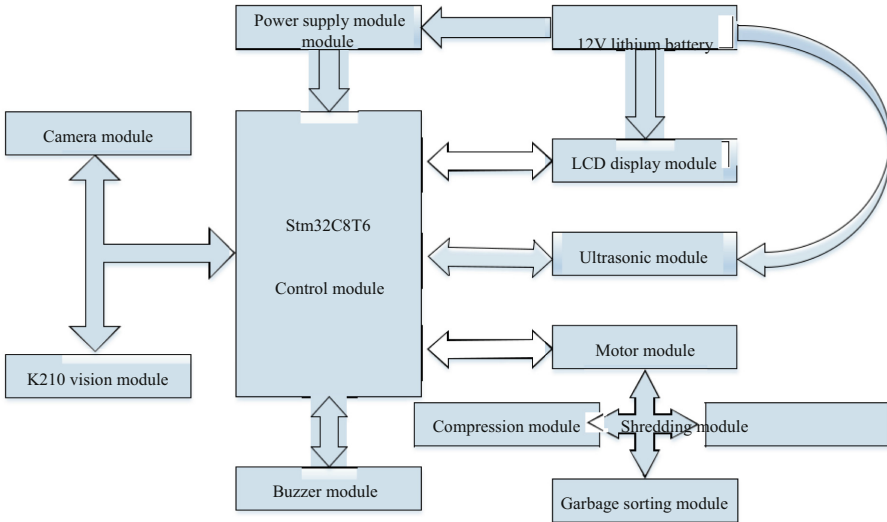 Power supply module
module
12V lithium battery
Camera module
LCD display module
Stm32C8T6
Control module
Ultrasonic module
K210 vision module
Motor module
Compression module
Shredding module
Buzzer module
Garbage sorting module